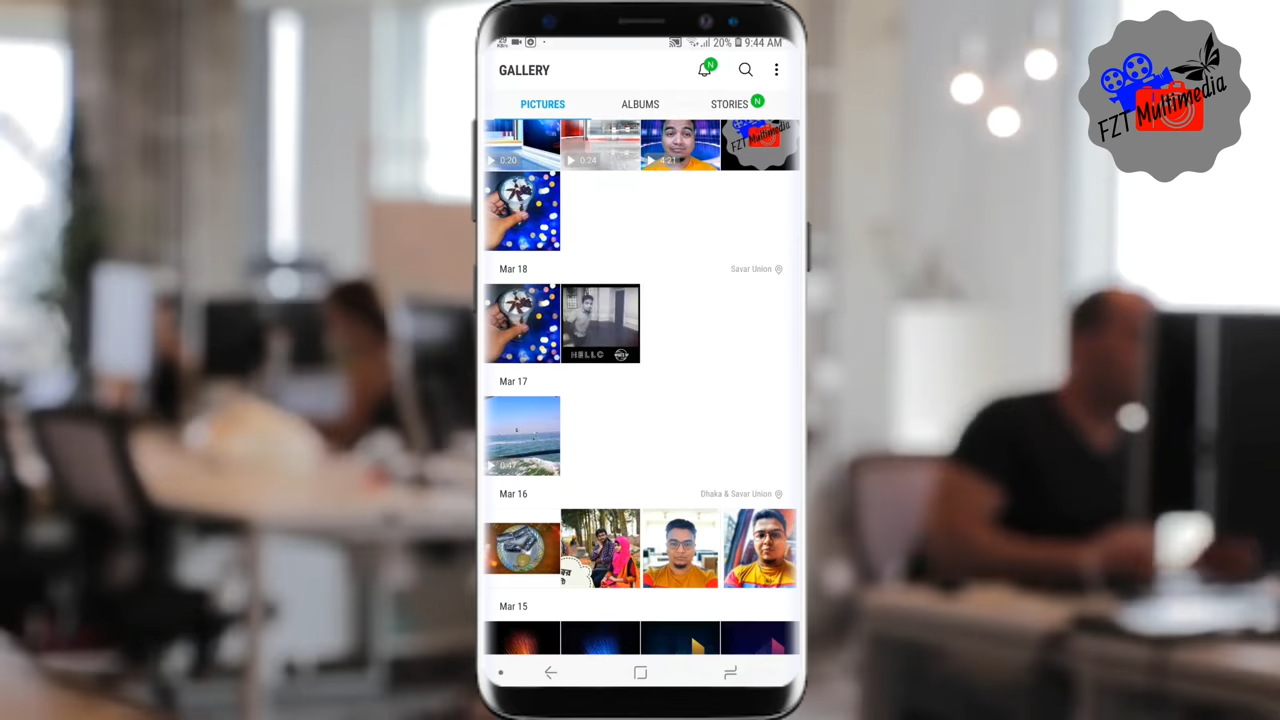 20% 9:44 AM
GALLERY
N
PICTURES
ALBUMS
STORIES
N
0:20
0:24
4:21
FZT Multimedia
Mar 18
Savar Union
HELLO
Mar 17
0:47
Mar 16
Dhaka & Savar Union
Mar 15
FZT Multimedia